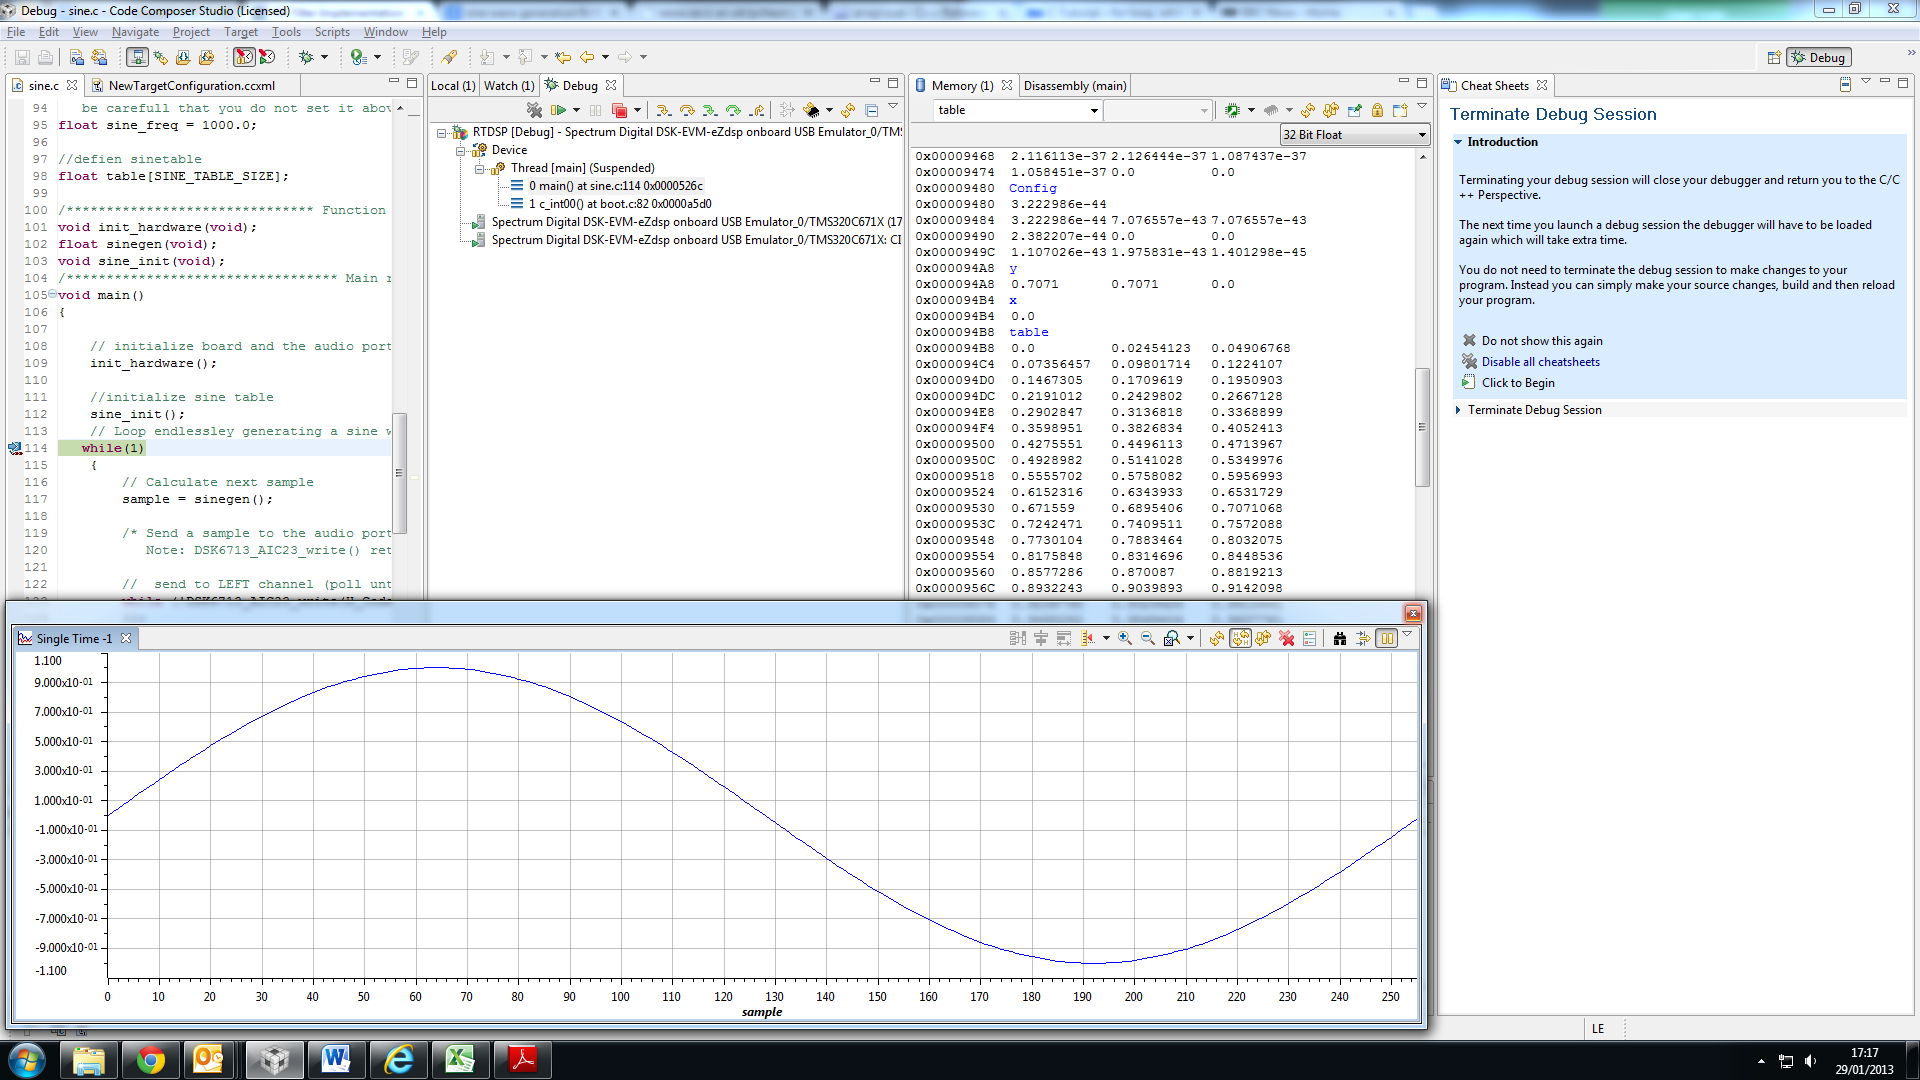 Debug - sine.c - Code Composer Studio (Licensed)
File Edit View Navigate Project Target Tools Scripts Window Help
Debug
sine.c
NewTargetConfiguration.ccxml
94 be carefull that you do not set it abov
95 float sine_freq = 1000.0;
96
97 //defien sinetable
98 float table[SINE_TABLE_SIZE];
99
100 /******************************* Function
101 void init_hardware(void);
102 float sinegen(void);
103 void sine_init(void);
104 /********************************** Main r
105 void main()
106 {
107
108 // initialize board and the audio port
109 init_hardware();
110
111 //initialize sine table
112 sine_init();
113 // Loop endlessley generating a sine w
114 while(1)
115 {
116 // Calculate next sample
117 sample = sinegen();
118
119 /* Send a sample to the audio port
120 Note: DSK6713_AIC23_write() ret
121
122 // send to LEFT channel (poll unt
Local (1) Watch (1) Debug
RTDSP [Debug] - Spectrum Digital DSK-EVM-eZdsp onboard USB Emulator_0/TMS
Device
Thread [main] (Suspended)
0 main() at sine.c:114 0x0000526c
1 c_int00() at boot.c:82 0x0000a5d0
Spectrum Digital DSK-EVM-eZdsp onboard USB Emulator_0/TMS320C671X (17
Spectrum Digital DSK-EVM-eZdsp onboard USB Emulator_0/TMS320C671X: CI
Memory (1) Disassembly (main)
table
32 Bit Float
0x00009468 2.116113e-37 2.126444e-37 1.087437e-37
0x00009474 1.058451e-37 0.0 0.0
0x00009480 Config
0x00009480 3.222986e-44
0x00009484 3.222986e-44 7.076557e-43 7.076557e-43
0x00009490 2.382207e-44 0.0 0.0
0x0000949C 1.107026e-43 1.975831e-43 1.401298e-45
0x000094A8 y
0x000094A8 0.7071 0.7071 0.0
0x000094B4 x
0x000094B4 0.0
0x000094B8 table
0x000094B8 0.0 0.02454123 0.04906768
0x000094C4 0.07356457 0.09801714 0.1224107
0x000094D0 0.1467305 0.1709619 0.1950903
0x000094DC 0.2191012 0.2429802 0.2667128
0x000094E8 0.2902847 0.3136818 0.3368899
0x000094F4 0.3598951 0.3826834 0.4052413
0x00009500 0.4275551 0.4496113 0.4713967
0x0000950C 0.4928982 0.5141028 0.5349976
0x00009518 0.5555702 0.5758082 0.5956993
0x00009524 0.6152316 0.6343933 0.6531729
0x00009530 0.671559 0.6895406 0.7071068
0x0000953C 0.7242471 0.7409511 0.7572088
0x00009548 0.7730104 0.7883464 0.8032075
0x00009554 0.8175848 0.8314696 0.8448536
0x00009560 0.8577286 0.870087 0.8819213
0x0000956C 0.8932243 0.9039893 0.9142098
Cheat Sheets
Terminate Debug Session
Introduction
Terminating your debug session will close your debugger and return you to the C/C
++ Perspective.
The next time you launch a debug session the debugger will have to be loaded
again which will take extra time.
You do not need to terminate the debug session to make changes to your
program. Instead you can simply make your source changes, build and then reload
your program.
Do not show this again
Disable all cheatsheets
Click to Begin
Terminate Debug Session
Single Time -1
1.100
9.000x10-01
7.000x10-01
5.000x10-01
3.000x10-01
1.000x10-01
-1.000x10-01
-3.000x10-01
-5.000x10-01
-7.000x10-01
-9.000x10-01
-1.100
0 10 20 30 40 50 60 70 80 90 100 110 120 130 140 150 160 170 180 190 200 210 220 230 240 250
sample
LE
17:17
29/01/2013